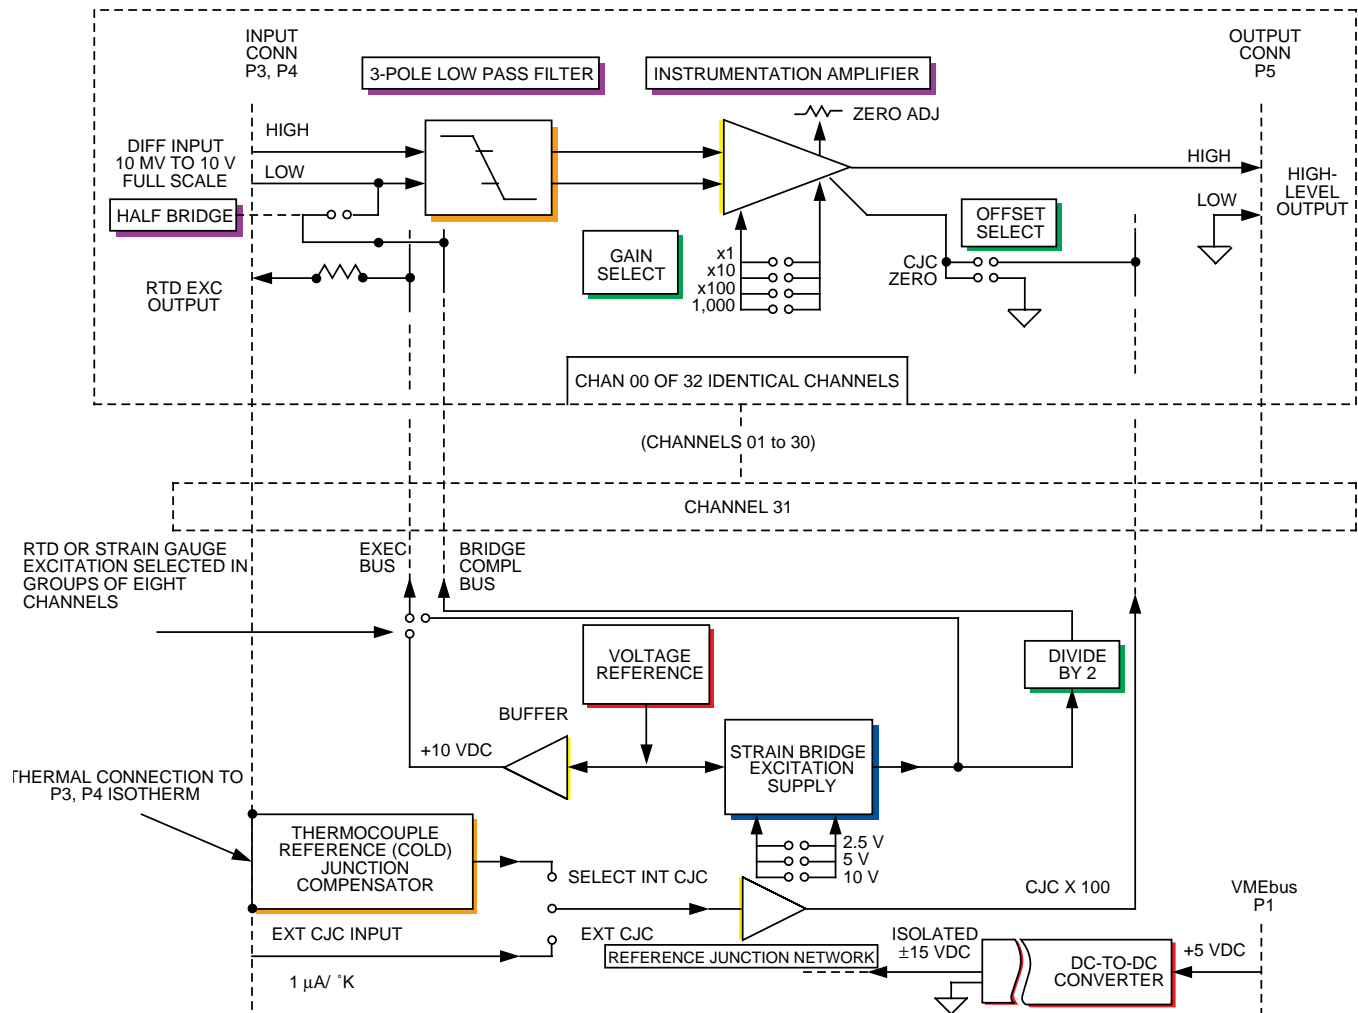 INPUT
CONN
P3, P4
OUTPUT
CONN
P5
3-POLE LOW PASS FILTER
INSTRUMENTATION AMPLIFIER
ZERO ADJ
HIGH
DIFF INPUT
10 MV TO 10 V
FULL SCALE
LOW
HIGH
HIGH-
LEVEL
OUTPUT
LOW
HALF BRIDGE
OFFSET
SELECT
GAIN
SELECT
x1
x10
x100
1,000
CJC
ZERO
RTD EXC
OUTPUT
CHAN 00 OF 32 IDENTICAL CHANNELS
(CHANNELS 01 to 30)
CHANNEL 31
RTD OR STRAIN GAUGE
EXCITATION SELECTED IN
GROUPS OF EIGHT
CHANNELS
EXEC
BUS
BRIDGE
COMPL
BUS
VOLTAGE
REFERENCE
DIVIDE
BY 2
BUFFER
+10 VDC
STRAIN BRIDGE
EXCITATION
SUPPLY
THERMAL CONNECTION TO
P3, P4 ISOTHERM
THERMOCOUPLE
REFERENCE (COLD)
JUNCTION
COMPENSATOR
2.5 V
5 V
10 V
SELECT INT CJC
CJC X 100
VMEbus
P1
EXT CJC INPUT
EXT CJC
REFERENCE JUNCTION NETWORK
ISOLATED
±15 VDC
DC-TO-DC
CONVERTER
+5 VDC
1 µA/ °K